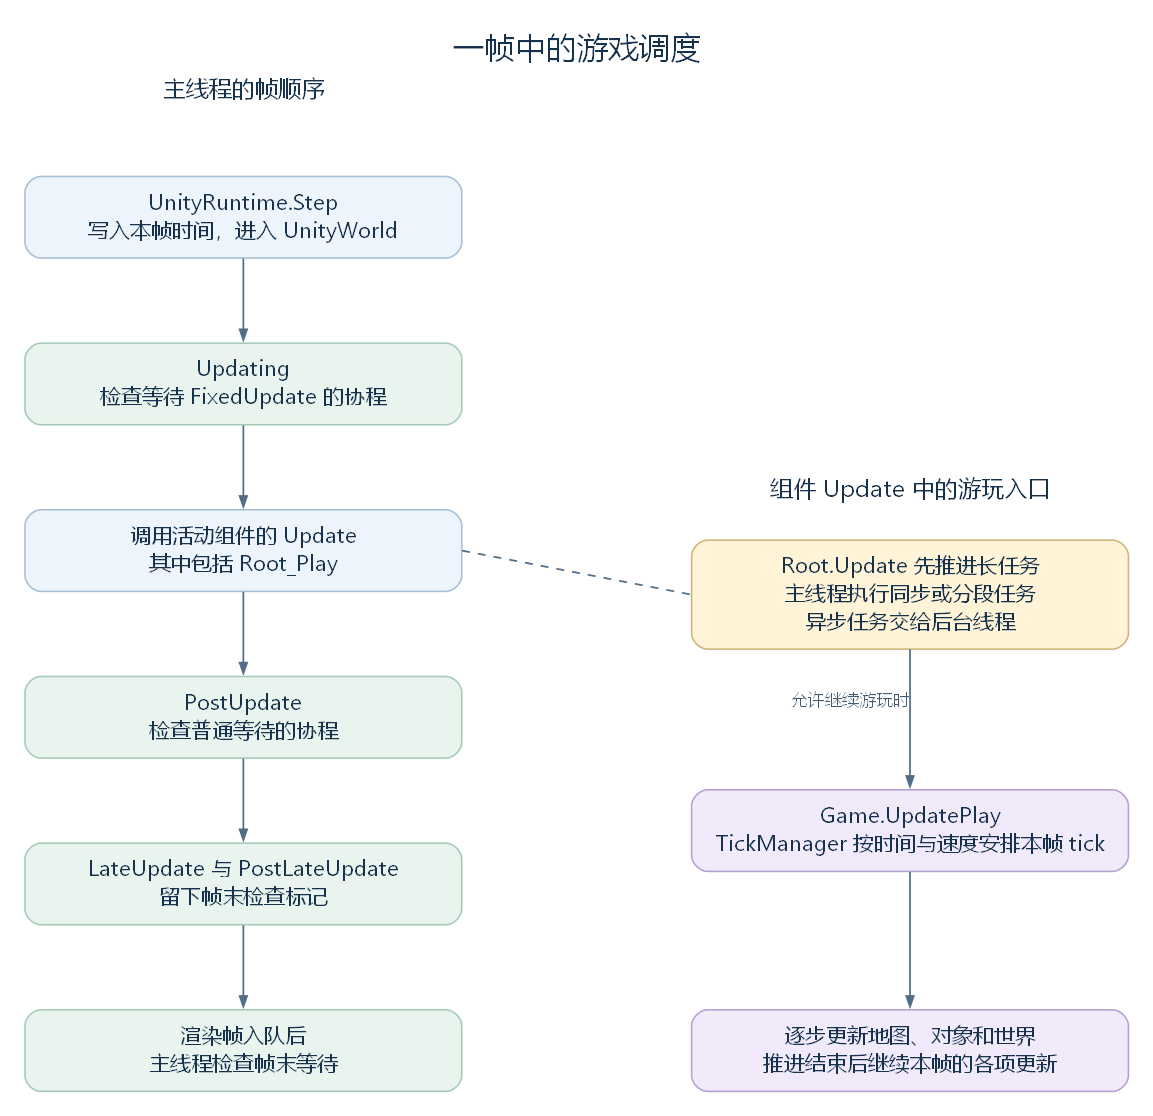 一帧中的游戏调度
主线程的帧顺序
UnityRuntime.Step
写入本帧时间，进入 UnityWorld
Updating
检查等待 FixedUpdate 的协程
调用活动组件的 Update
其中包括 Root_Play
PostUpdate
检查普通等待的协程
LateUpdate 与 PostLateUpdate
留下帧末检查标记
渲染帧入队后
主线程检查帧末等待
组件 Update 中的游玩入口
Root.Update 先推进长任务
主线程执行同步或分段任务
异步任务交给后台线程
允许继续游玩时
Game.UpdatePlay
TickManager 按时间与速度安排本帧 tick
逐步更新地图、对象和世界
推进结束后继续本帧的各项更新